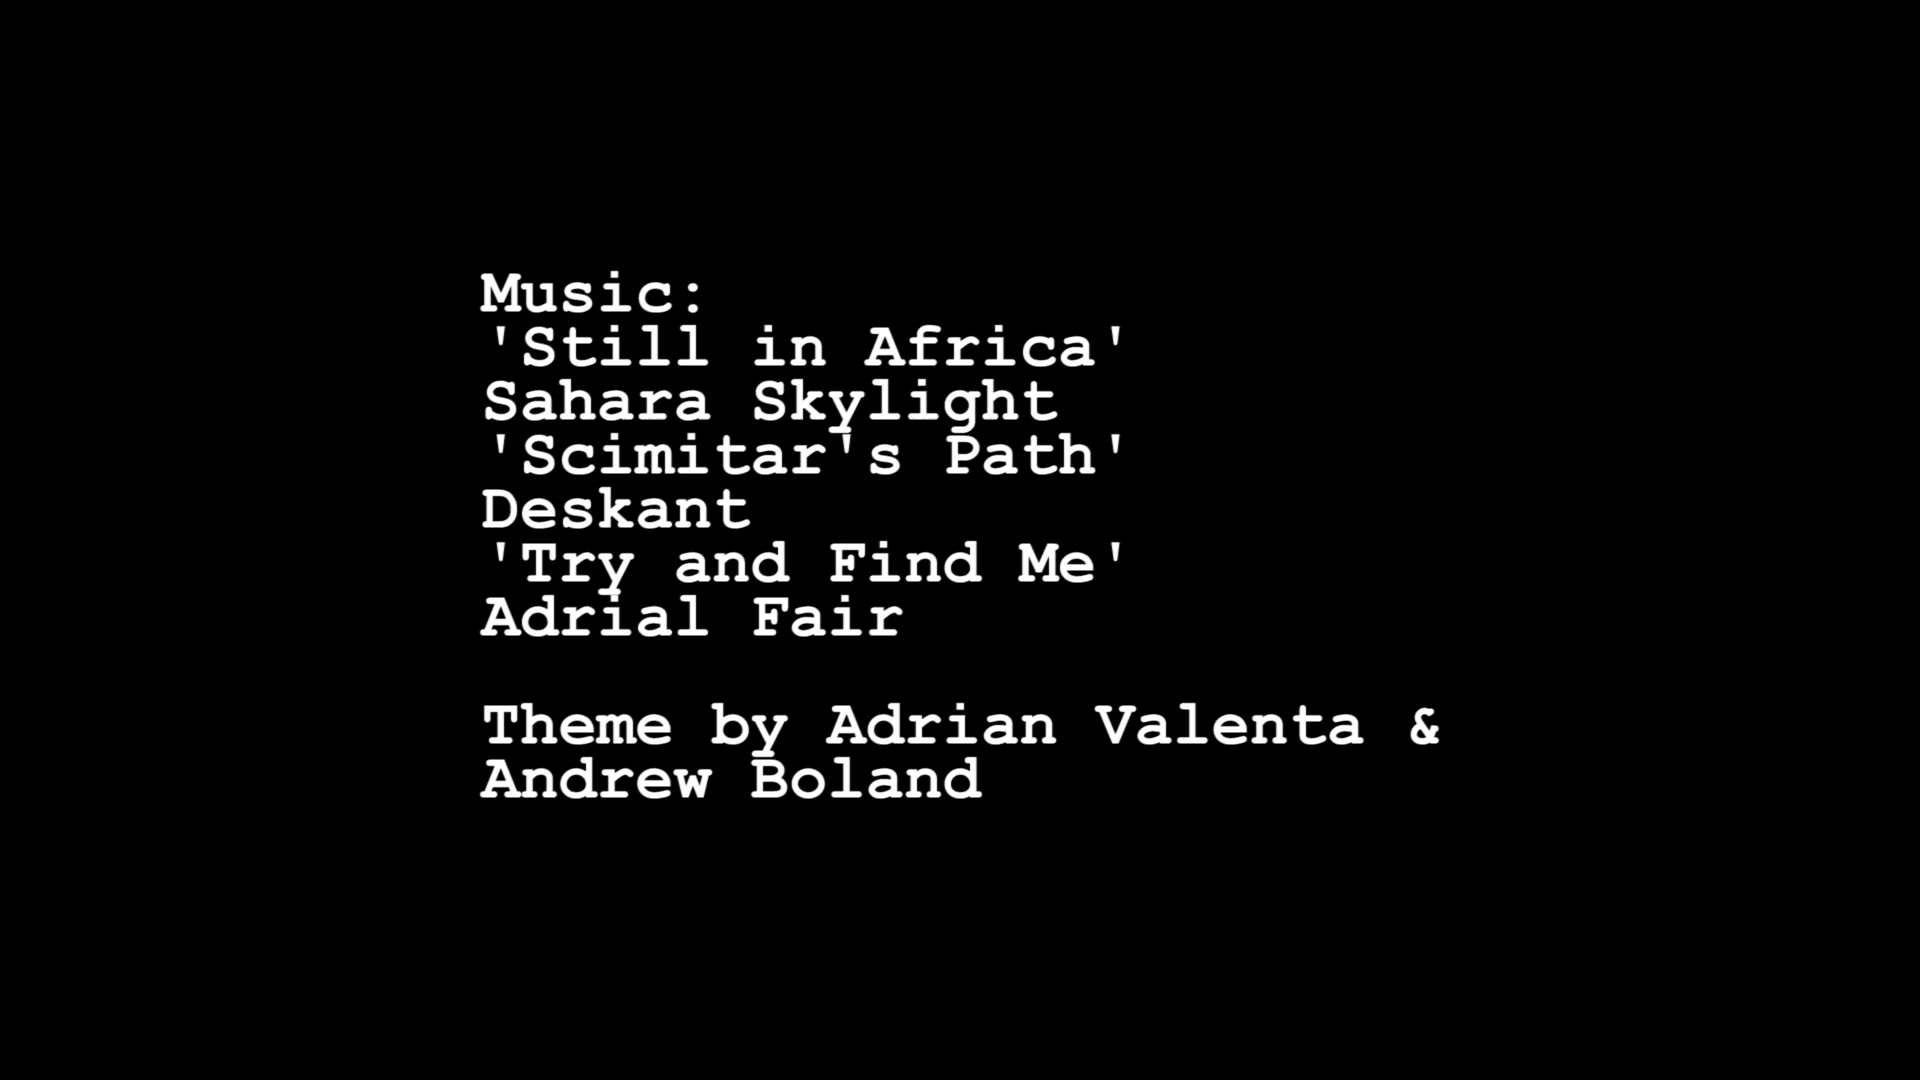 Music:
'Still in Africa'
Sahara Skylight
'Scimitar's Path'
Deskant
'Try and Find Me'
Adrial Fair
Theme by Adrian Valenta &
Andrew Boland